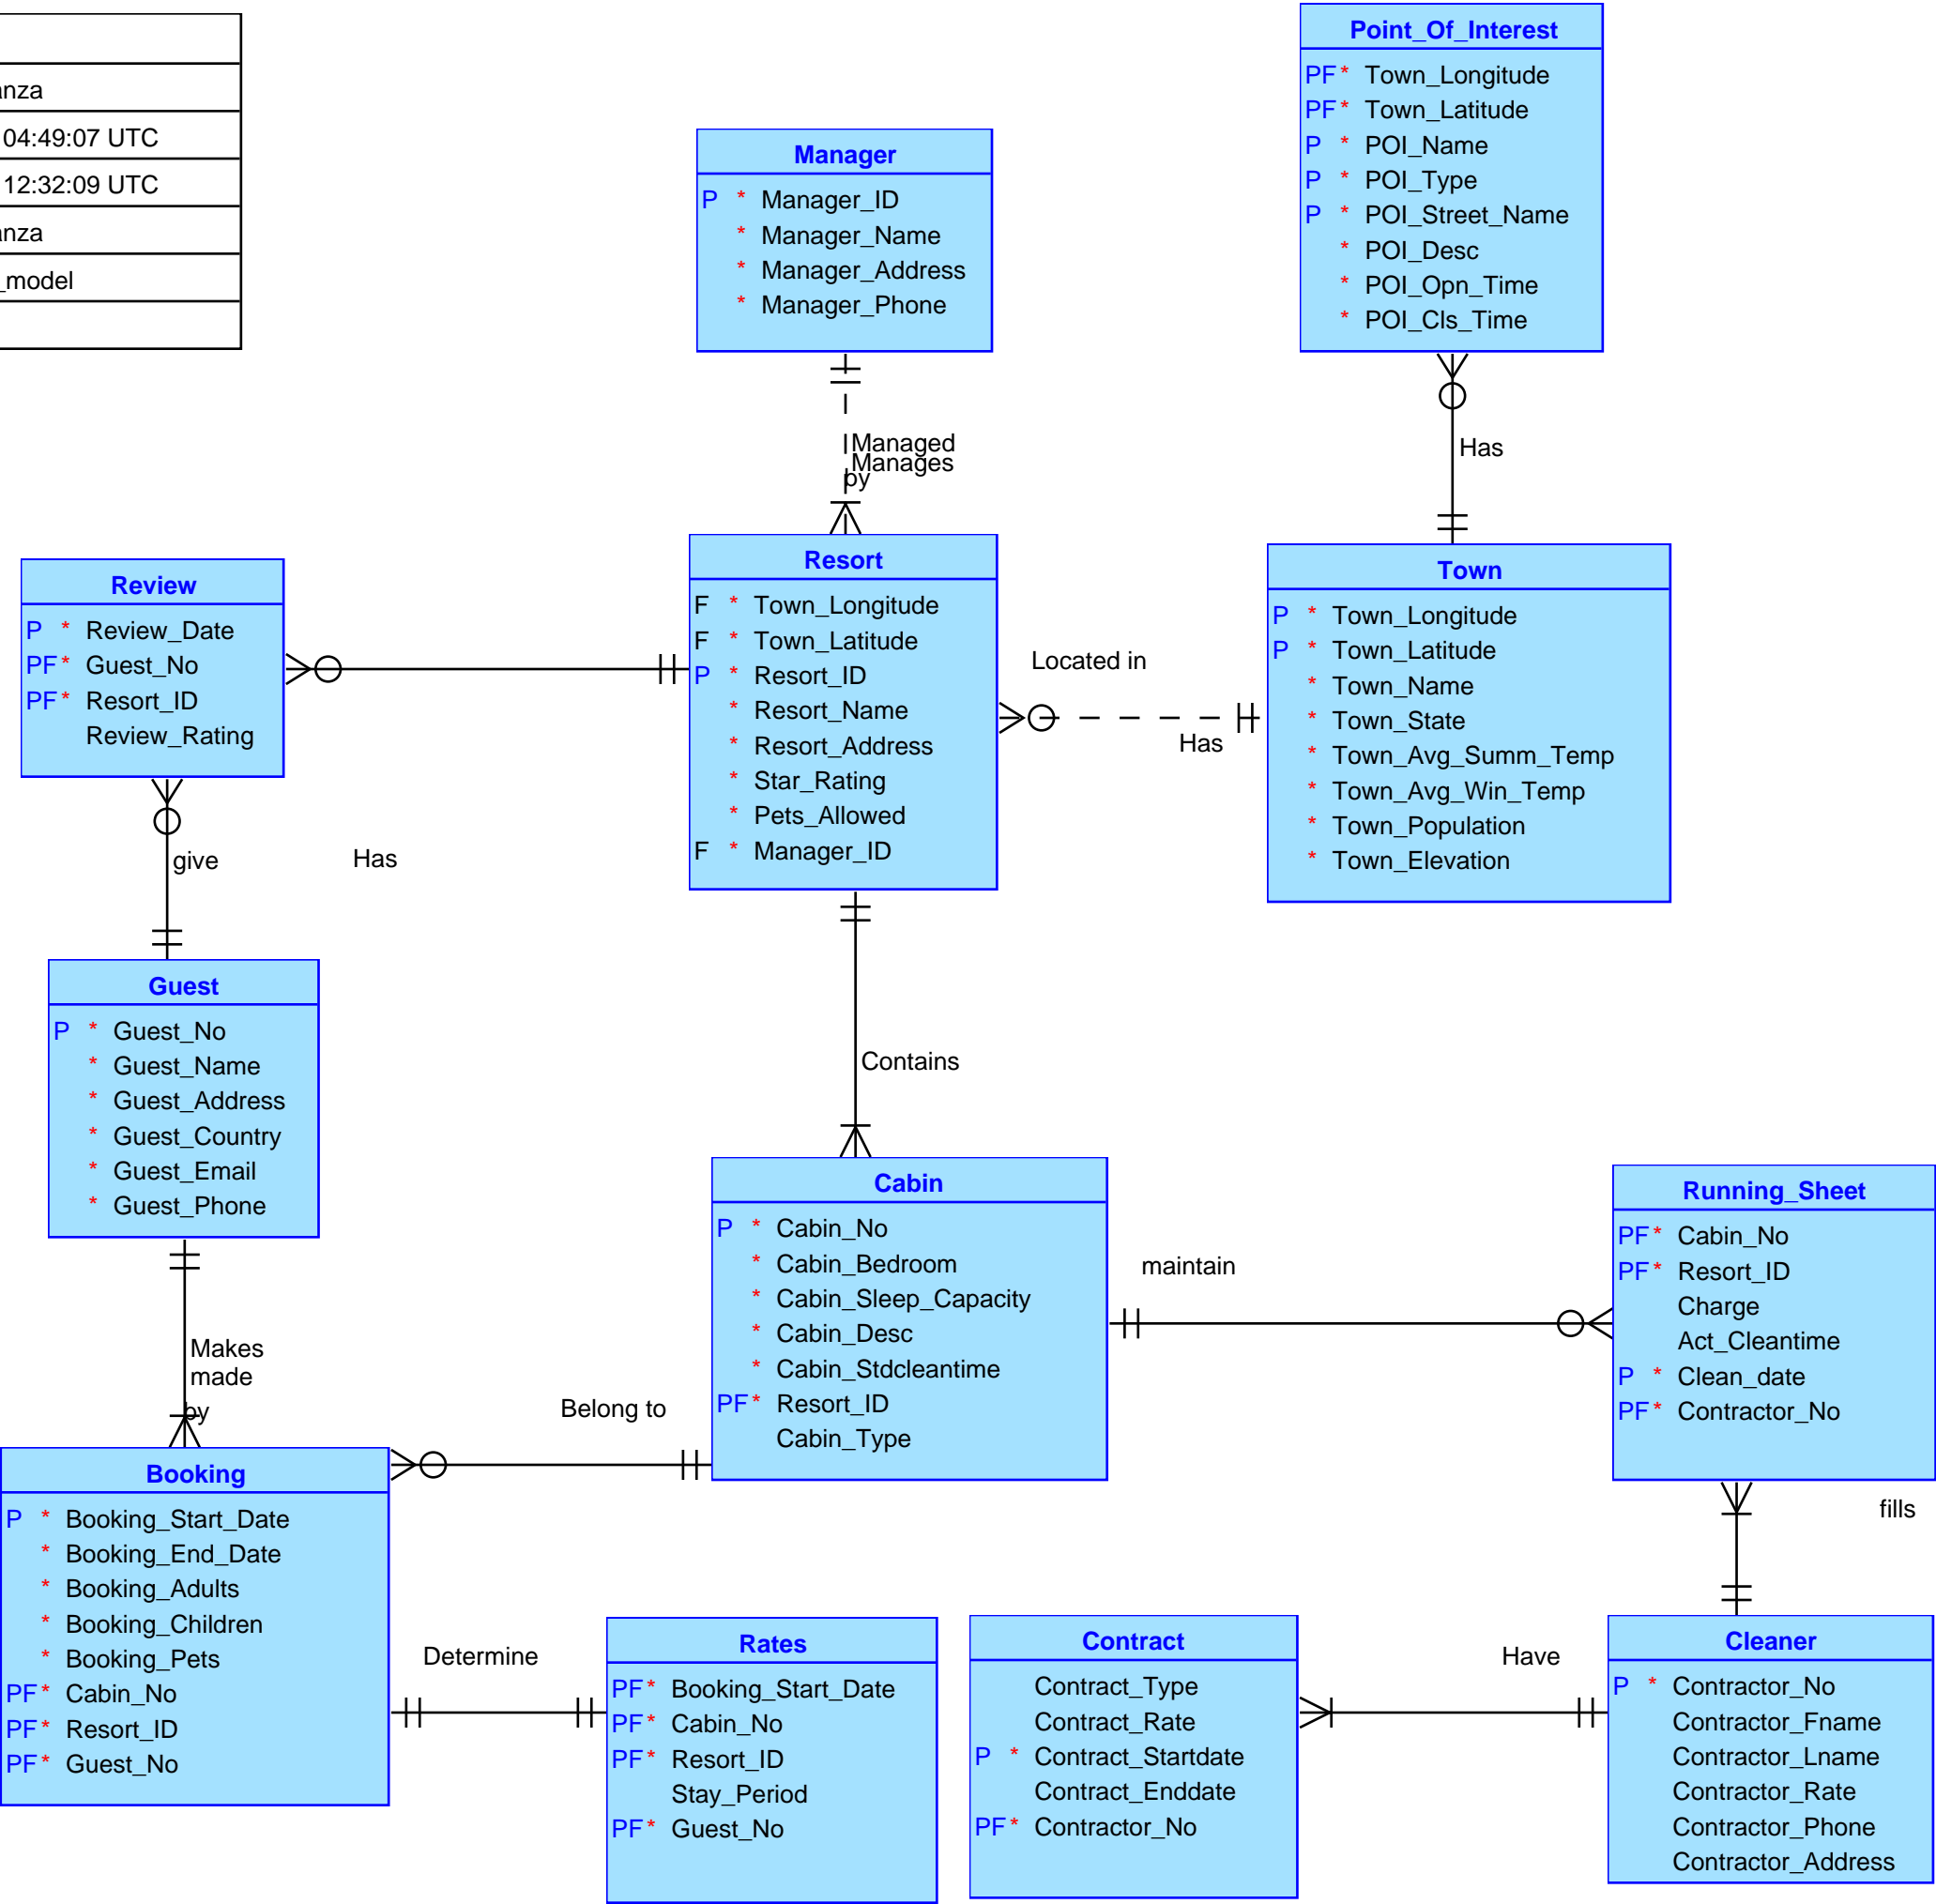 anza
04:49:07 UTC
12:32:09 UTC
anza
_model
Manager
P * Manager_ID
* Manager_Name
* Manager_Address
* Manager_Phone
Point_Of_Interest
PF* Town_Longitude
PF* Town_Latitude
P * POI_Name
P * POI_Type
P * POI_Street_Name
* POI_Desc
* POI_Opn_Time
* POI_Cls_Time
Managed
Manages
by
Has
Review
P * Review_Date
PF* Guest_No
PF* Resort_ID
Review_Rating
Resort
F * Town_Longitude
F * Town_Latitude
P * Resort_ID
* Resort_Name
* Resort_Address
* Star_Rating
* Pets_Allowed
F * Manager_ID
Located in
Has
Town
P * Town_Longitude
P * Town_Latitude
* Town_Name
* Town_State
* Town_Avg_Summ_Temp
* Town_Avg_Win_Temp
* Town_Population
* Town_Elevation
give
Has
Guest
P * Guest_No
* Guest_Name
* Guest_Address
* Guest_Country
* Guest_Email
* Guest_Phone
Contains
Cabin
P * Cabin_No
* Cabin_Bedroom
* Cabin_Sleep_Capacity
* Cabin_Desc
* Cabin_Stdcleantime
PF* Resort_ID
Cabin_Type
maintain
Running_Sheet
PF* Cabin_No
PF* Resort_ID
Charge
Act_Cleantime
P * Clean_date
PF* Contractor_No
Makes
made
by
Belong to
fills
Booking
P * Booking_Start_Date
* Booking_End_Date
* Booking_Adults
* Booking_Children
* Booking_Pets
PF* Cabin_No
PF* Resort_ID
PF* Guest_No
Determine
Rates
PF* Booking_Start_Date
PF* Cabin_No
PF* Resort_ID
Stay_Period
PF* Guest_No
Contract
Contract_Type
Contract_Rate
P * Contract_Startdate
Contract_Enddate
PF* Contractor_No
Have
Cleaner
P * Contractor_No
Contractor_Fname
Contractor_Lname
Contractor_Rate
Contractor_Phone
Contractor_Address